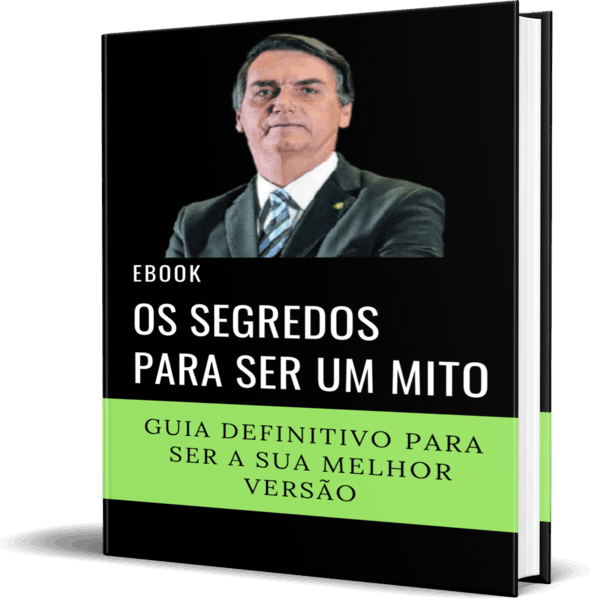 EBOOK
OS SEGREDOS
PARA SER UM MITO
GUIA DEFINITIVO PARA
SER A SUA MELHOR
VERSÃO